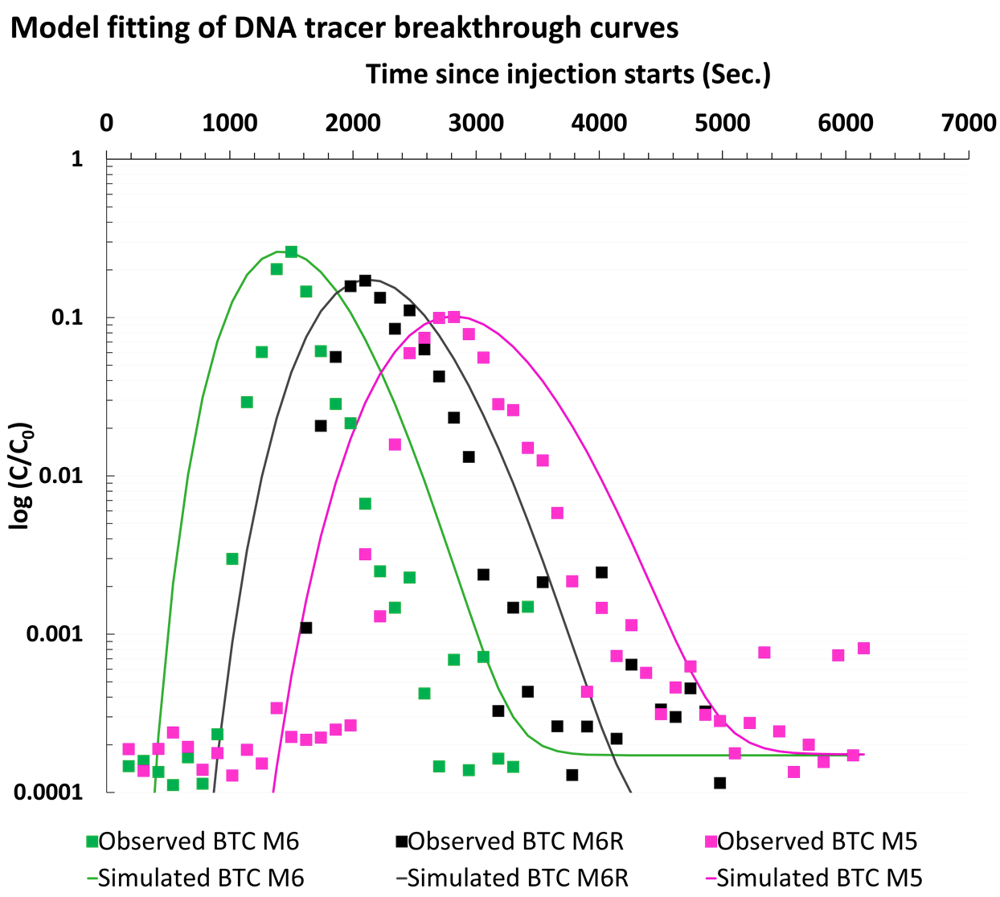 Model fitting of DNA tracer breakthrough curves
Time since injection starts (Sec.)
0 1000 2000 3000 4000 5000 6000 7000
1
0.1
0.01
0.001
0.0001
log (C/C₀)
Observed BTC M6 Observed BTC M6R Observed BTC M5
Simulated BTC M6 Simulated BTC M6R Simulated BTC M5